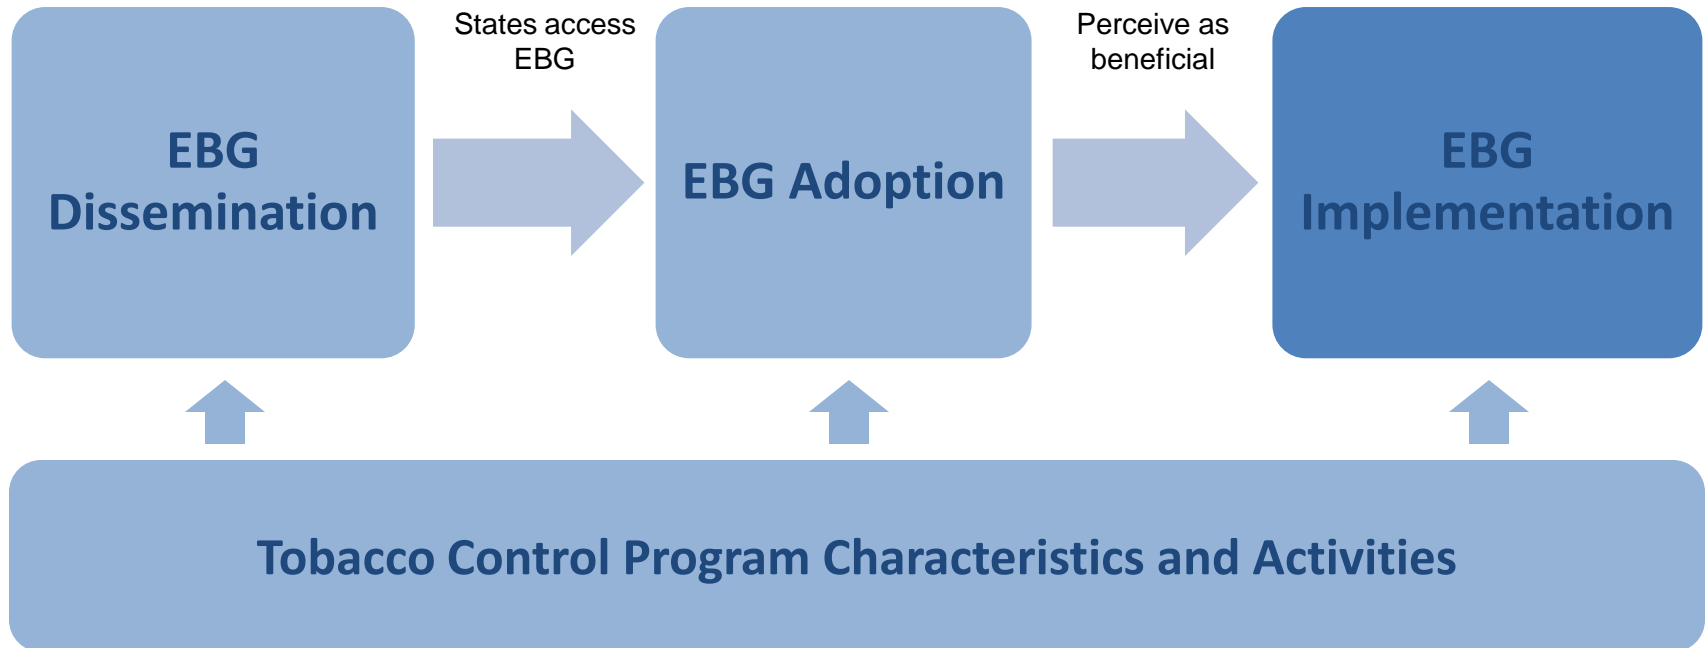 States access
EBG
Perceive as
beneficial
EBG
Dissemination
EBG Adoption
EBG
Implementation
Tobacco Control Program Characteristics and Activities